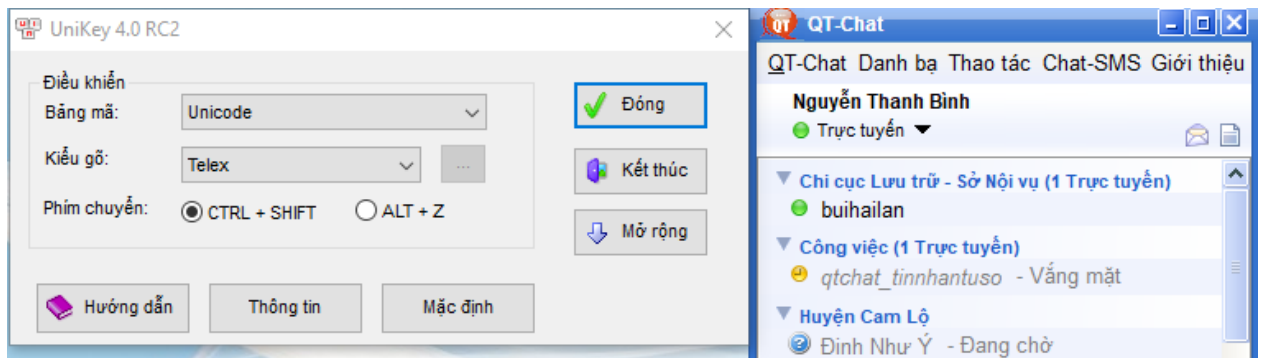 UniKey 4.0 RC2
Điều khiển
Bảng mã:
Unicode
Kiểu gõ:
Telex
...
Phím chuyển:
CTRL + SHIFT
ALT + Z
Đóng
Kết thúc
Mở rộng
Hướng dẫn
Thông tin
Mặc định
QT
QT-Chat
QT-Chat Danh bạ Thao tác Chat-SMS Giới thiệu
Nguyễn Thanh Bình
Trực tuyến
Chi cục Lưu trữ - Sở Nội vụ (1 Trực tuyến)
buihailan
Công việc (1 Trực tuyến)
qtchat_tinnhantuso - Vắng mặt
Huyện Cam Lộ
Đinh Như Ý - Đang chờ